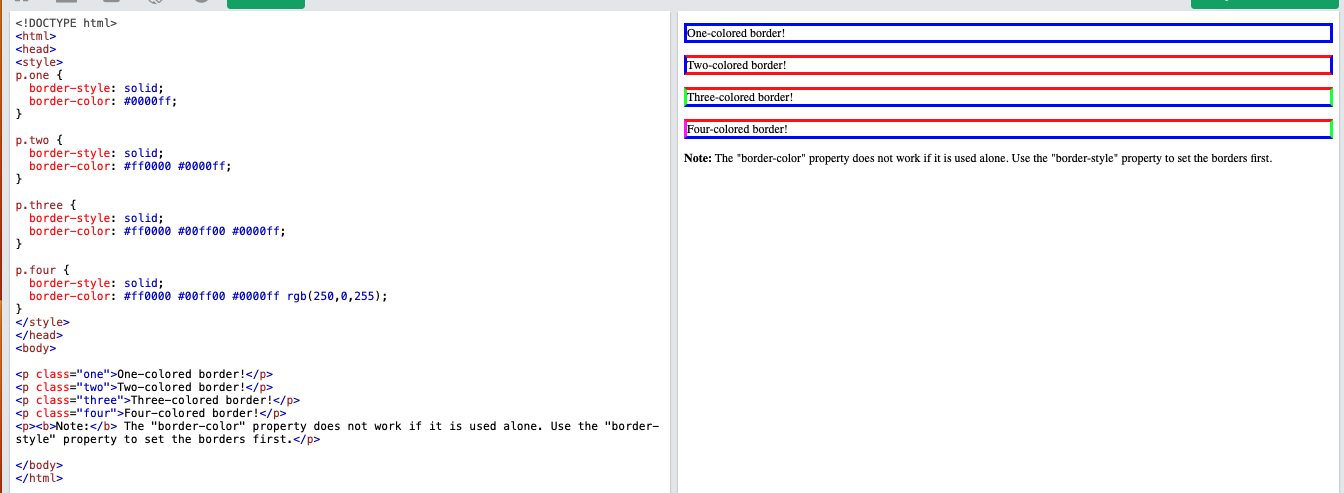 <!DOCTYPE html>
<html>
<head>
<style>
p.one {
  border-style: solid;
  border-color: #0000ff;
}

p.two {
  border-style: solid;
  border-color: #ff0000 #0000ff;
}

p.three {
  border-style: solid;
  border-color: #ff0000 #00ff00 #0000ff;
}

p.four {
  border-style: solid;
  border-color: #ff0000 #00ff00 #0000ff rgb(250,0,255);
}
</style>
</head>
<body>

<p class="one">One-colored border!</p>
<p class="two">Two-colored border!</p>
<p class="three">Three-colored border!</p>
<p class="four">Four-colored border!</p>
<p><b>Note:</b> The "border-color" property does not work if it is used alone. Use the "border-
style" property to set the borders first.</p>

</body>
</html>
One-colored border!
Two-colored border!
Three-colored border!
Four-colored border!
Note: The "border-color" property does not work if it is used alone. Use the "border-style" property to set the borders first.